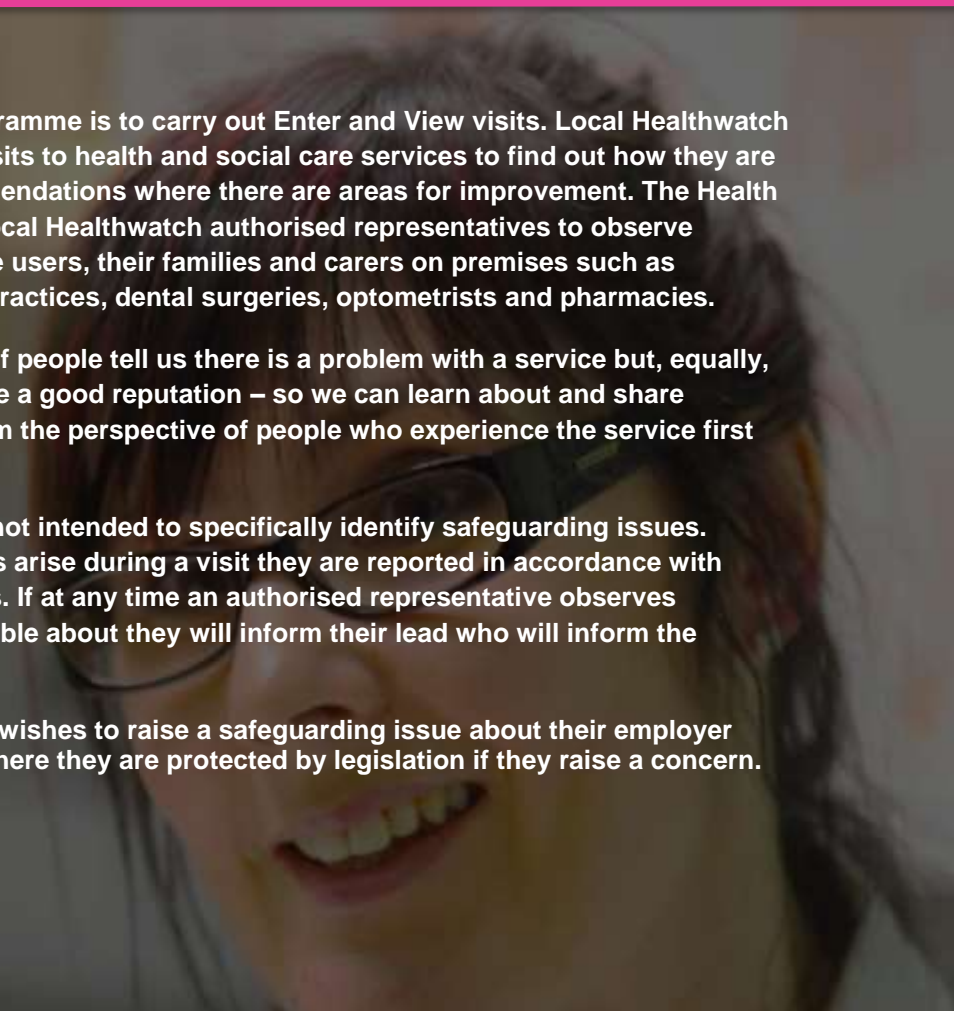 ramme is to carry out Enter and View visits. Local Healthwatch
sits to health and social care services to find out how they are
endations where there are areas for improvement. The Health
cal Healthwatch authorised representatives to observe
e users, their families and carers on premises such as
ractices, dental surgeries, optometrists and pharmacies.
f people tell us there is a problem with a service but, equally,
e a good reputation – so we can learn about and share
m the perspective of people who experience the service first
not intended to specifically identify safeguarding issues.
s arise during a visit they are reported in accordance with
s. If at any time an authorised representative observes
ble about they will inform their lead who will inform the
wishes to raise a safeguarding issue about their employer
here they are protected by legislation if they raise a concern.